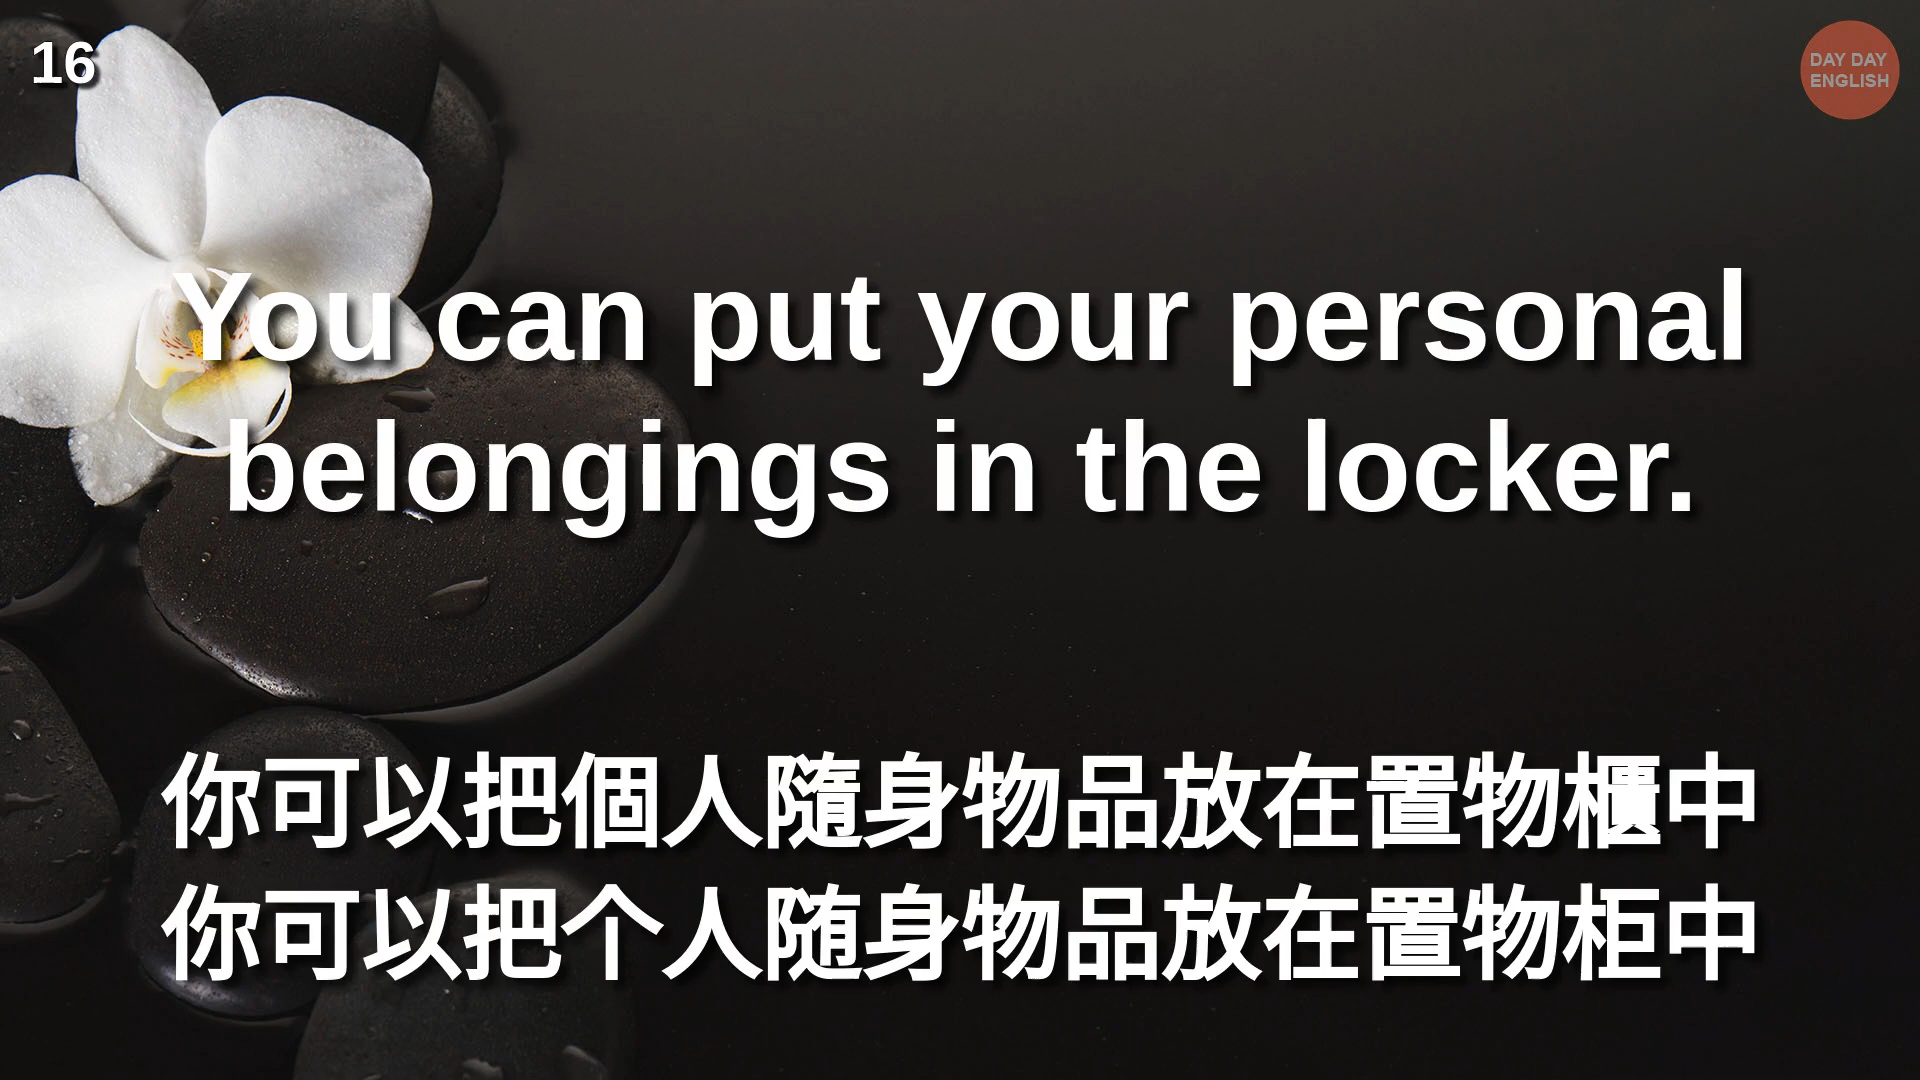 16
DAY DAY
ENGLISH
You can put your personal
belongings in the locker.
你可以把個人隨身物品放在置物櫃中
你可以把个人随身物品放在置物柜中